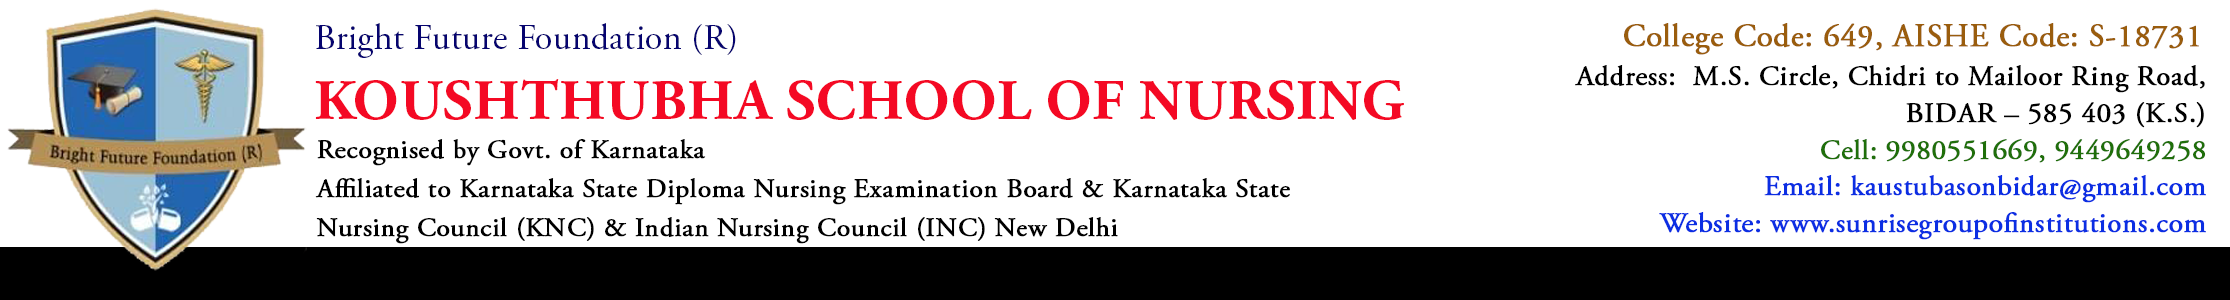 Bright Future Foundation (R)
Bright Future Foundation (R)
KOUSHTHUBHA SCHOOL OF NURSING
Recognised by Govt. of Karnataka
Affiliated to Karnataka State Diploma Nursing Examination Board & Karnataka State
Nursing Council (KNC) & Indian Nursing Council (INC) New Delhi
College Code: 649, AISHE Code: S-18731
Address: M.S. Circle, Chidri to Mailoor Ring Road,
BIDAR – 585 403 (K.S.)
Cell: 9980551669, 9449649258
Email: kaustubasonbidar@gmail.com
Website: www.sunrisegroupofinstitutions.com